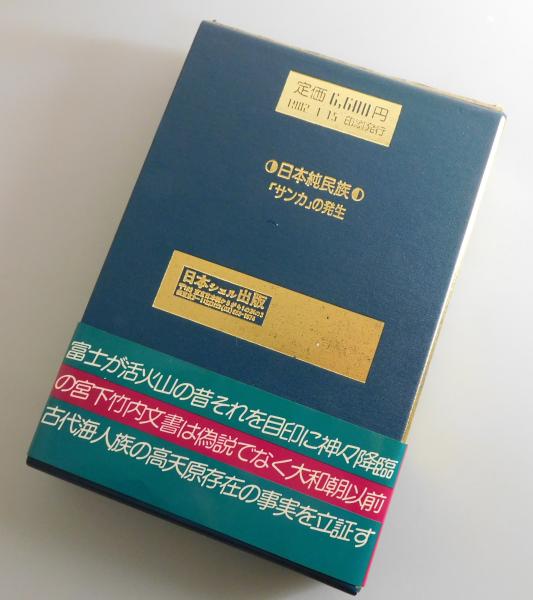 定価 6,600円
1982 1 15 印刷発行
日本純民族
「サンカ」の発生
日本シェル出版
富士が活火山の昔それを目印に神々降臨
の宮下竹内文書は偽説でなく大和朝以前
古代海人族の高天原存在の事実を立証す